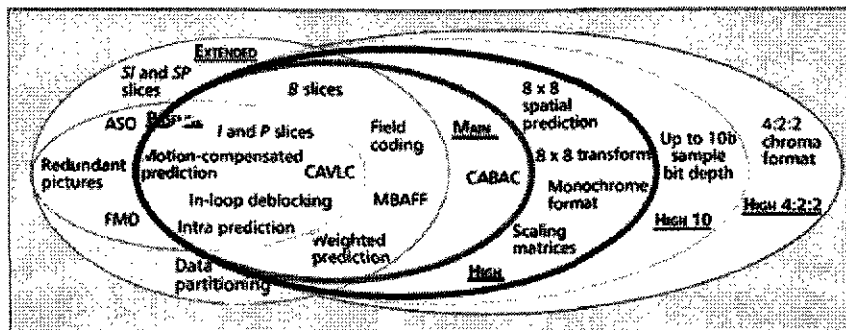 EXTENDED
SI and SP
slices
B slices
8 x 8
spatial
prediction
ASO
I and P slices
Field
coding
MAIN
4:2:2
chroma
format
Up to 10b
sample
bit depth
Redundant
pictures
Motion-compensated
prediction
CAVLC
CABAC
8 x 8 transform
Monochrome
format
In-loop deblocking
MBAFF
HIGH 4:2:2
FMO
Intra prediction
HIGH 10
Weighted
prediction
Scaling
matrices
Data
partitioning
HIGH